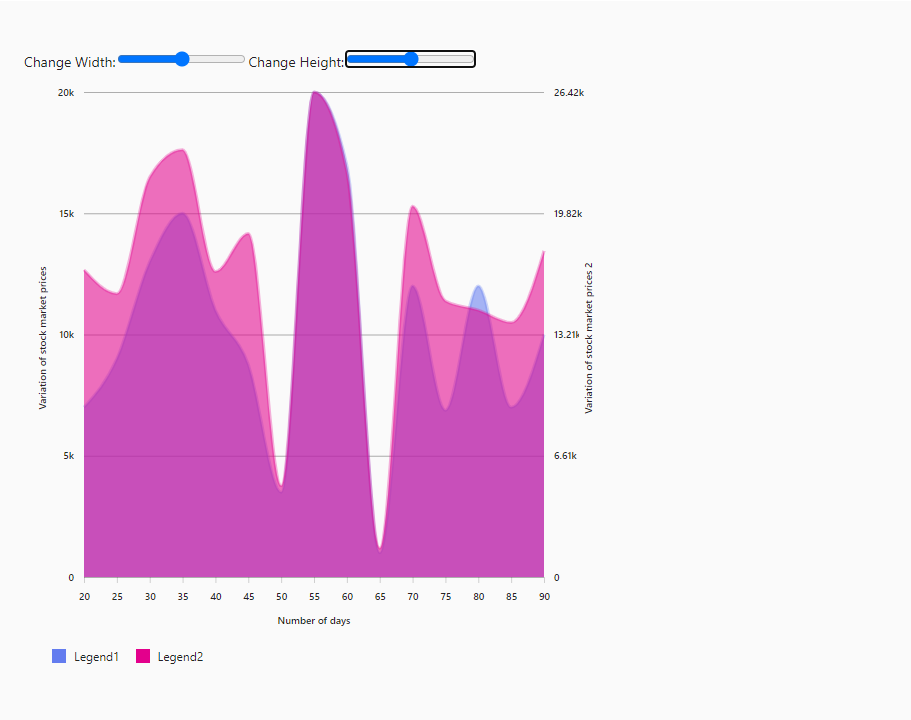 Change Width: Change Height:
20k 26.42k
15k 19.82k
Variation of stock market prices
Variation of stock market prices 2
10k 13.21k
5k 6.61k
0 0
20 25 30 35 40 45 50 55 60 65 70 75 80 85 90
Number of days
Legend1 Legend2